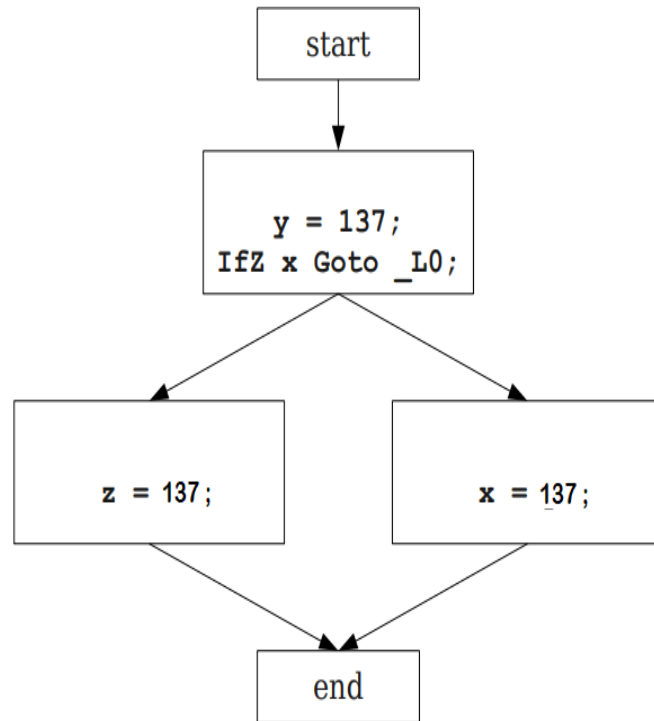 start
y = 137;
IfZ x Goto _L0;
z = 137;
x = 137;
end